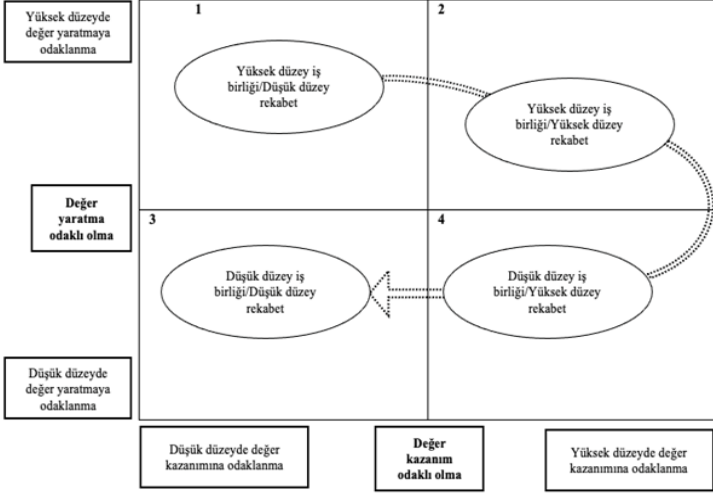 Yüksek düzeyde
değer yaratmaya
odaklanma
1
2
Yüksek düzey iş
birliği/Düşük düzey
rekabet
Yüksek düzey iş
birliği/Yüksek düzey
rekabet
Değer
yaratma
odaklı olma
3
4
Düşük düzey iş
birliği/Düşük düzey
rekabet
Düşük düzey iş
birliği/Yüksek düzey
rekabet
Düşük düzeyde
değer yaratmaya
odaklanma
Düşük düzeyde değer
kazanımına odaklanma
Değer
kazanım
odaklı olma
Yüksek düzeyde değer
kazanımına odaklanma